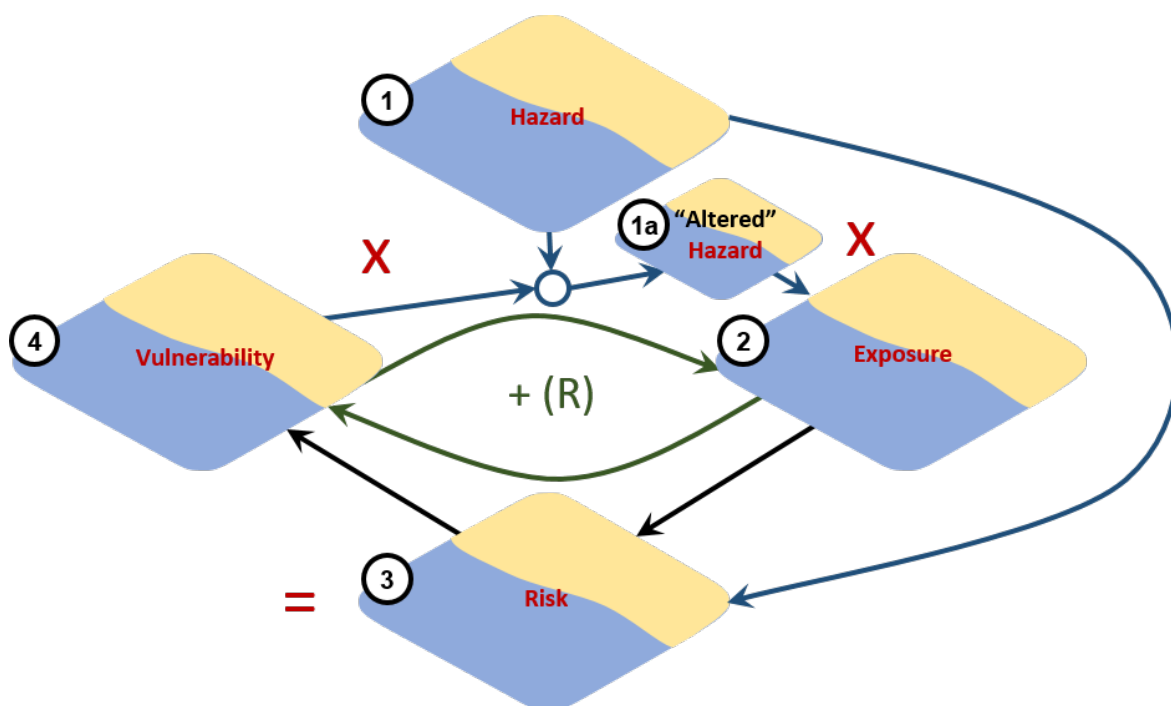 1
Hazard
1a
"Altered"
Hazard
X
X
4
Vulnerability
2
Exposure
+ (R)
3
Risk
=